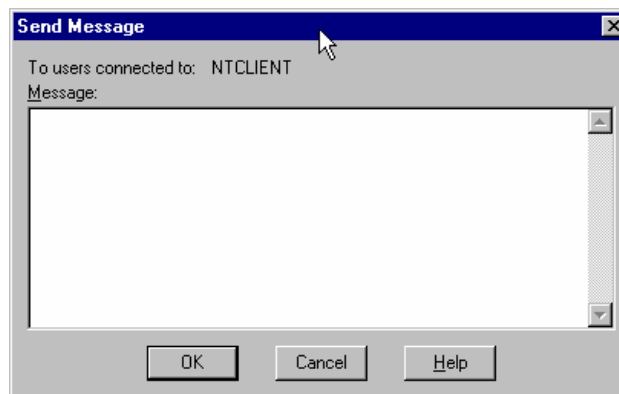 Send Message
To users connected to: NTCLIENT
Message:
OK Cancel Help